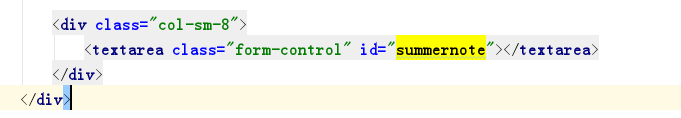 <div class="col-sm-8">
<textarea class="form-control" id="summernote"></textarea>
</div>
</div>